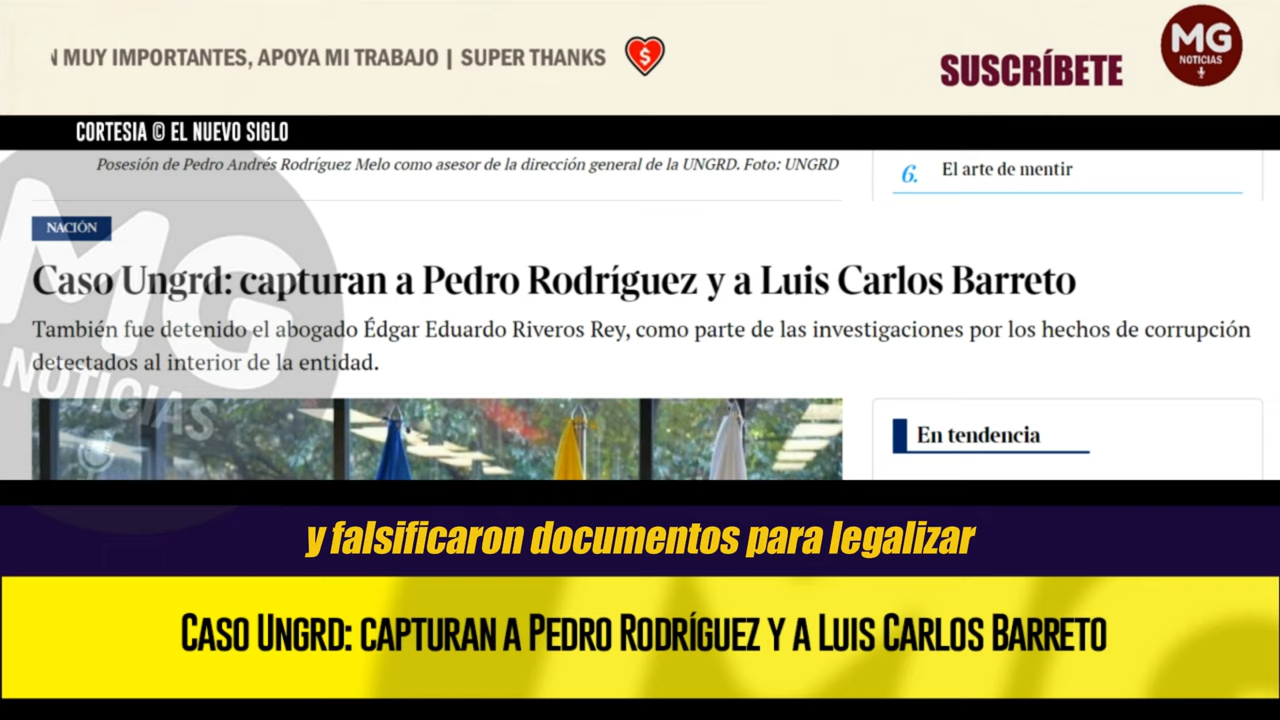 MUY IMPORTANTES, APOYA MI TRABAJO | SUPER THANKS
$
SUSCRÍBETE
MG
NOTICIAS
CORTESIA © EL NUEVO SIGLO
Posesión de Pedro Andrés Rodríguez Melo como asesor de la dirección general de la UNGRD. Foto: UNGRD
6. El arte de mentir
NACIÓN
Caso Ungrd: capturan a Pedro Rodríguez y a Luis Carlos Barreto
También fue detenido el abogado Édgar Eduardo Riveros Rey, como parte de las investigaciones por los hechos de corrupción
detectados al interior de la entidad.
MG
NOTICIAS
En tendencia
y falsificaron documentos para legalizar
CASO UNGRD: CAPTURAN A PEDRO RODRÍGUEZ Y A LUIS CARLOS BARRETO